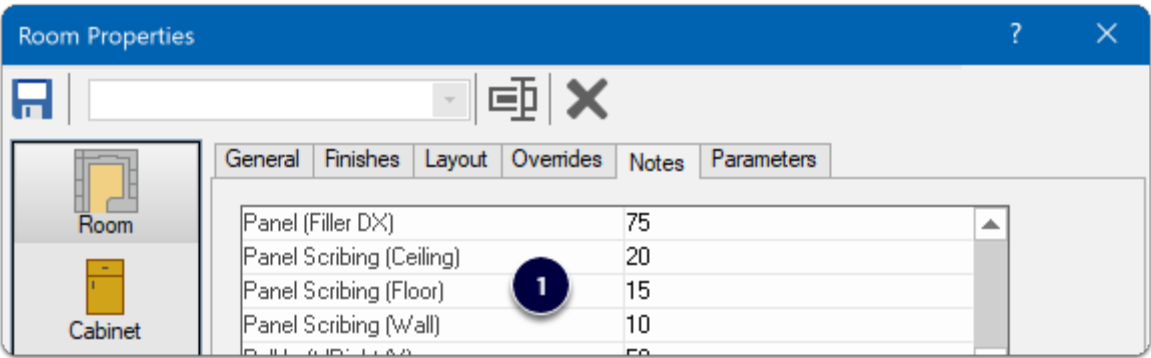 Room Properties ?
General Finishes Layout Overrides Notes Parameters
Room
Panel (Filler DX) 75
Panel Scribing (Ceiling) 20
Panel Scribing (Floor) 15
1
Panel Scribing (Wall) 10
Cabinet